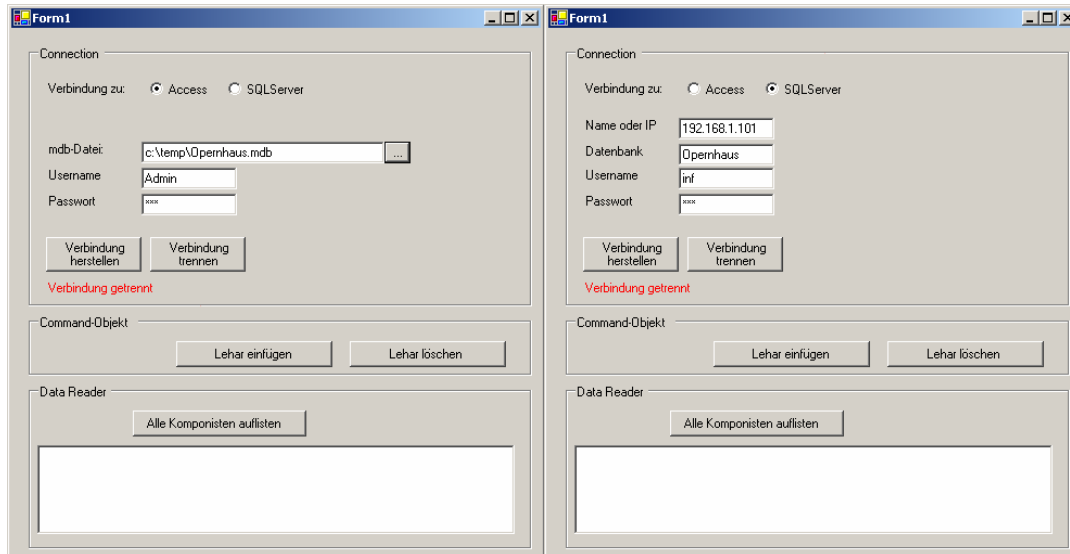 Form1
Connection
Verbindung zu: Access SQLServer
mdb-Datei: c:\temp\Opernhaus.mdb ...
Username Admin
Passwort ***
Verbindung herstellen
Verbindung trennen
Verbindung getrennt
Command-Objekt
Lehar einfügen Lehar löschen
Data Reader
Alle Komponisten auflisten
Form1
Connection
Verbindung zu: Access SQLServer
Name oder IP 192.168.1.101
Datenbank Opernhaus
Username inf
Passwort ***
Verbindung herstellen
Verbindung trennen
Verbindung getrennt
Command-Objekt
Lehar einfügen Lehar löschen
Data Reader
Alle Komponisten auflisten